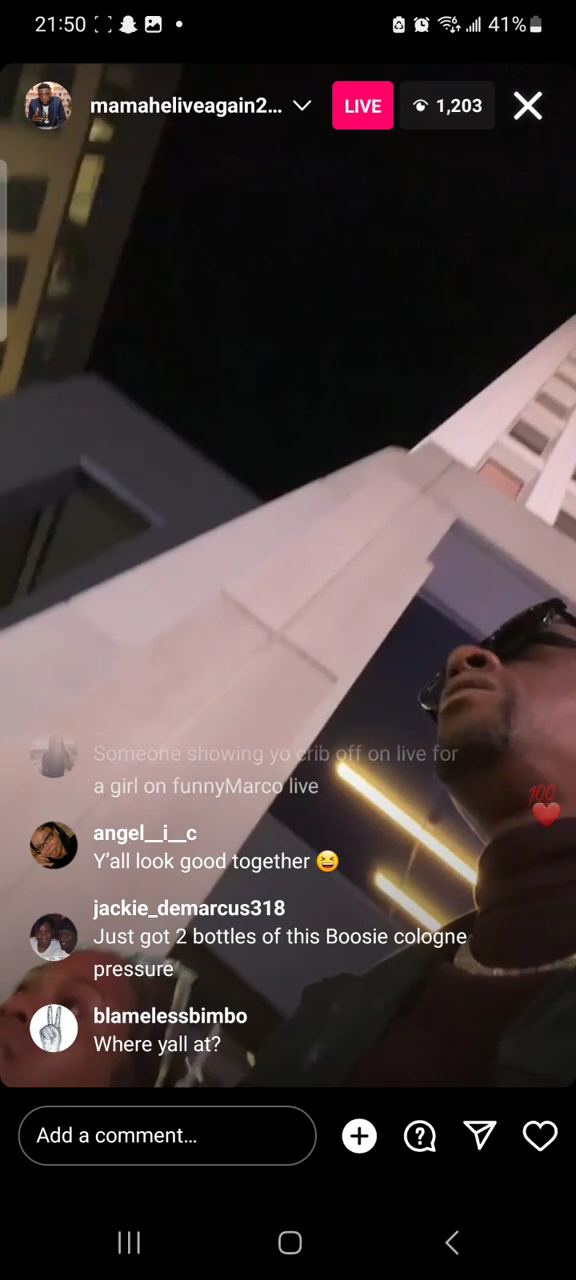 21:50
41%
mamaheliveagain2...
LIVE
1,203
Someone showing yo crib off on live for
a girl on funnyMarco live
angel__i__c
Y'all look good together 😆
jackie_demarcus318
Just got 2 bottles of this Boosie cologne
pressure
blamelessbimbo
Where yall at?
100
Add a comment...